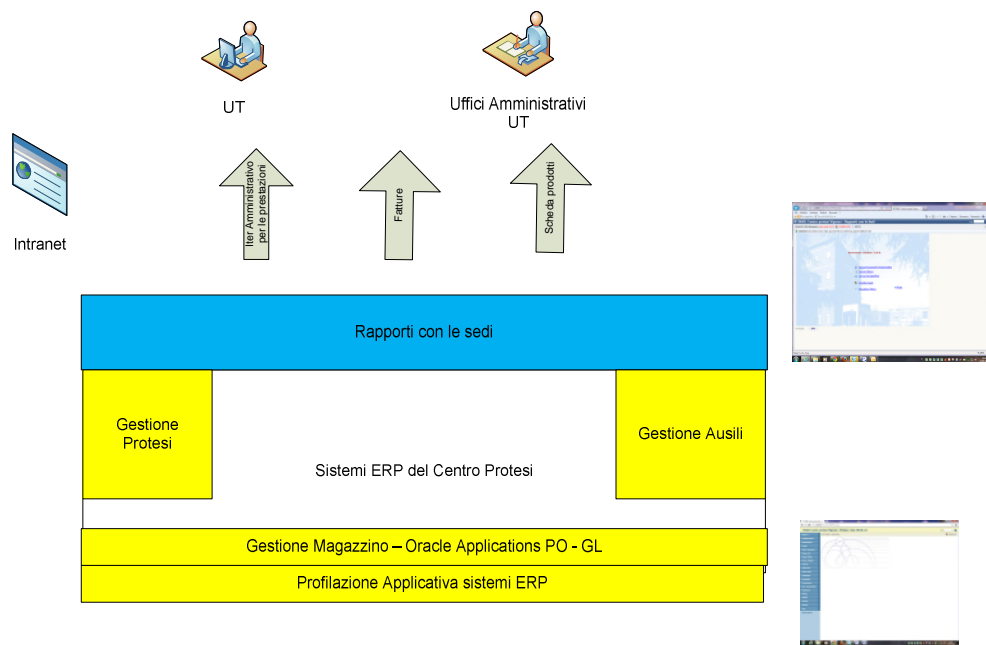 UT
Uffici Amministrativi
UT
Intranet
Iter Amministrativo
per le prestazioni
Fatture
Scheda prodotti
Rapporti con le sedi
Gestione
Protesi
Gestione Ausili
Sistemi ERP del Centro Protesi
Gestione Magazzino – Oracle Applications PO - GL
Profilazione Applicativa sistemi ERP